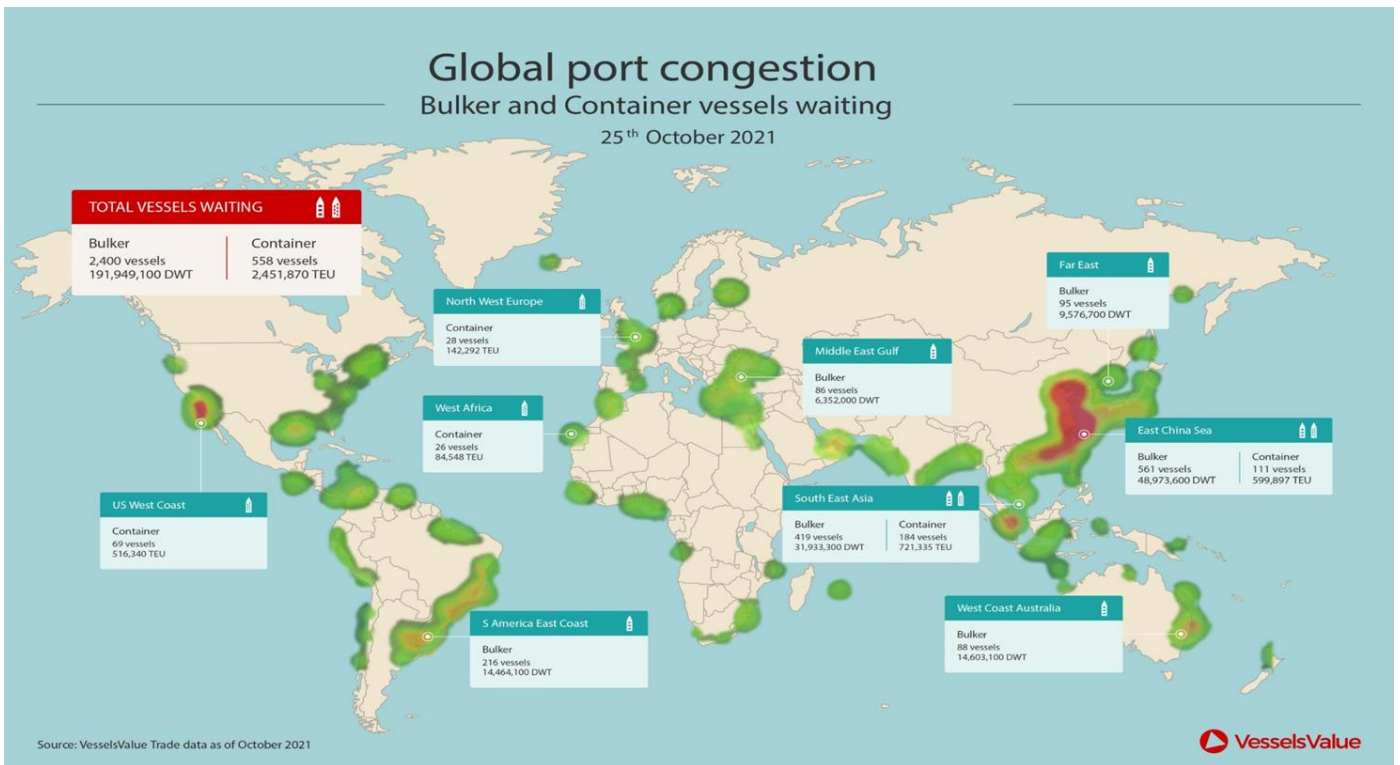 Global port congestion
Bulker and Container vessels waiting
25th October 2021
TOTAL VESSELS WAITING
Bulker
2,400 vessels
191,949,100 DWT
Container
558 vessels
2,451,870 TEU
North West Europe
Container
28 vessels
142,292 TEU
Far East
Bulker
95 vessels
9,576,700 DWT
Middle East Gulf
Bulker
86 vessels
6,352,000 DWT
West Africa
Container
26 vessels
84,548 TEU
East China Sea
Bulker
561 vessels
48,973,600 DWT
Container
111 vessels
599,897 TEU
US West Coast
Container
69 vessels
516,340 TEU
South East Asia
Bulker
419 vessels
31,933,300 DWT
Container
184 vessels
721,335 TEU
S America East Coast
Bulker
216 vessels
14,464,100 DWT
West Coast Australia
Bulker
88 vessels
14,603,100 DWT
Source: VesselsValue Trade data as of October 2021
VesselsValue